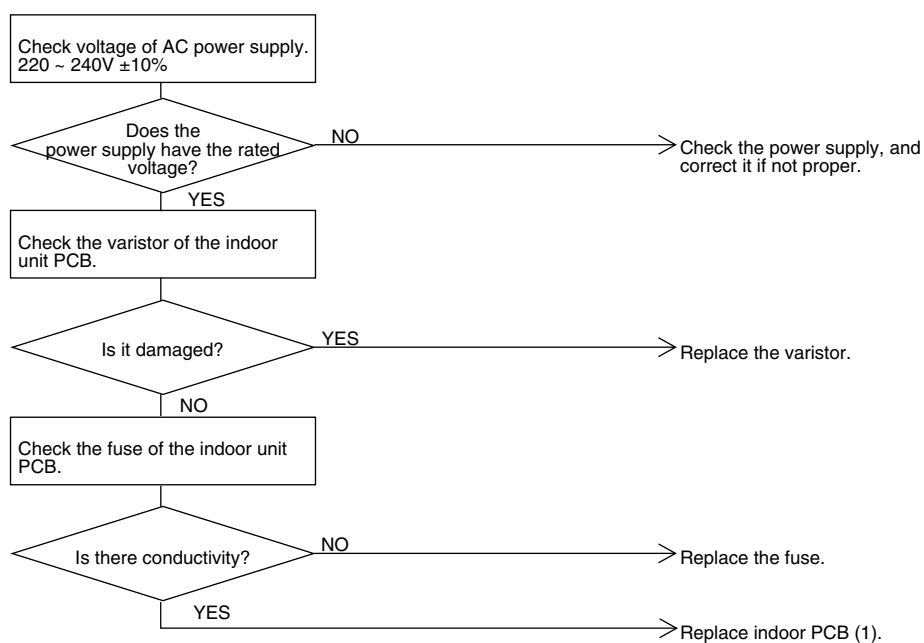 Check voltage of AC power supply.
220 ~ 240V ±10%
Does the
power supply have the rated
voltage?
NO
Check the power supply, and
correct it if not proper.
YES
Check the varistor of the indoor
unit PCB.
Is it damaged?
YES
Replace the varistor.
NO
Check the fuse of the indoor unit
PCB.
Is there conductivity?
NO
Replace the fuse.
YES
Replace indoor PCB (1).